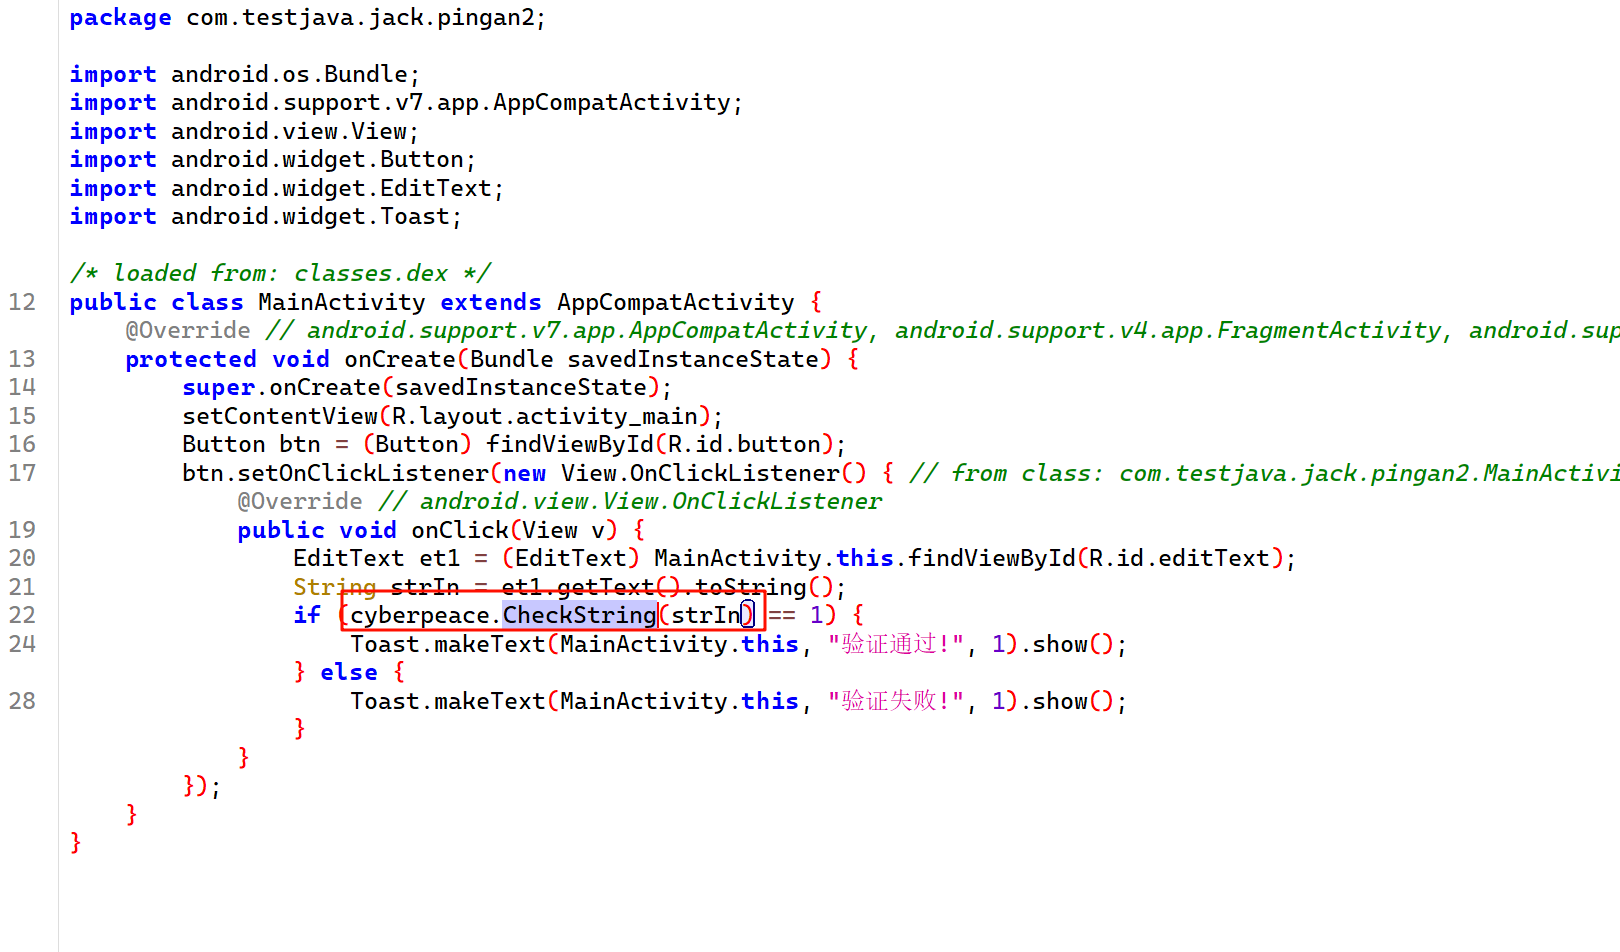 package com.testjava.jack.pingan2;
import android.os.Bundle;
import android.support.v7.app.AppCompatActivity;
import android.view.View;
import android.widget.Button;
import android.widget.EditText;
import android.widget.Toast;
/* loaded from: classes.dex */
12 public class MainActivity extends AppCompatActivity {
@Override // android.support.v7.app.AppCompatActivity, android.support.v4.app.FragmentActivity, android.sup
13 protected void onCreate(Bundle savedInstanceState) {
14 super.onCreate(savedInstanceState);
15 setContentView(R.layout.activity_main);
16 Button btn = (Button) findViewById(R.id.button);
17 btn.setOnClickListener(new View.OnClickListener() { // from class: com.testjava.jack.pingan2.MainActivi
@Override // android.view.View.OnClickListener
19 public void onClick(View v) {
20 EditText et1 = (EditText) MainActivity.this.findViewById(R.id.editText);
21 String strIn = et1.getText().toString();
22 if (cyberpeace.CheckString(strIn) == 1) {
24 Toast.makeText(MainActivity.this, "验证通过!", 1).show();
} else {
28 Toast.makeText(MainActivity.this, "验证失败!", 1).show();
}
}
});
}
}